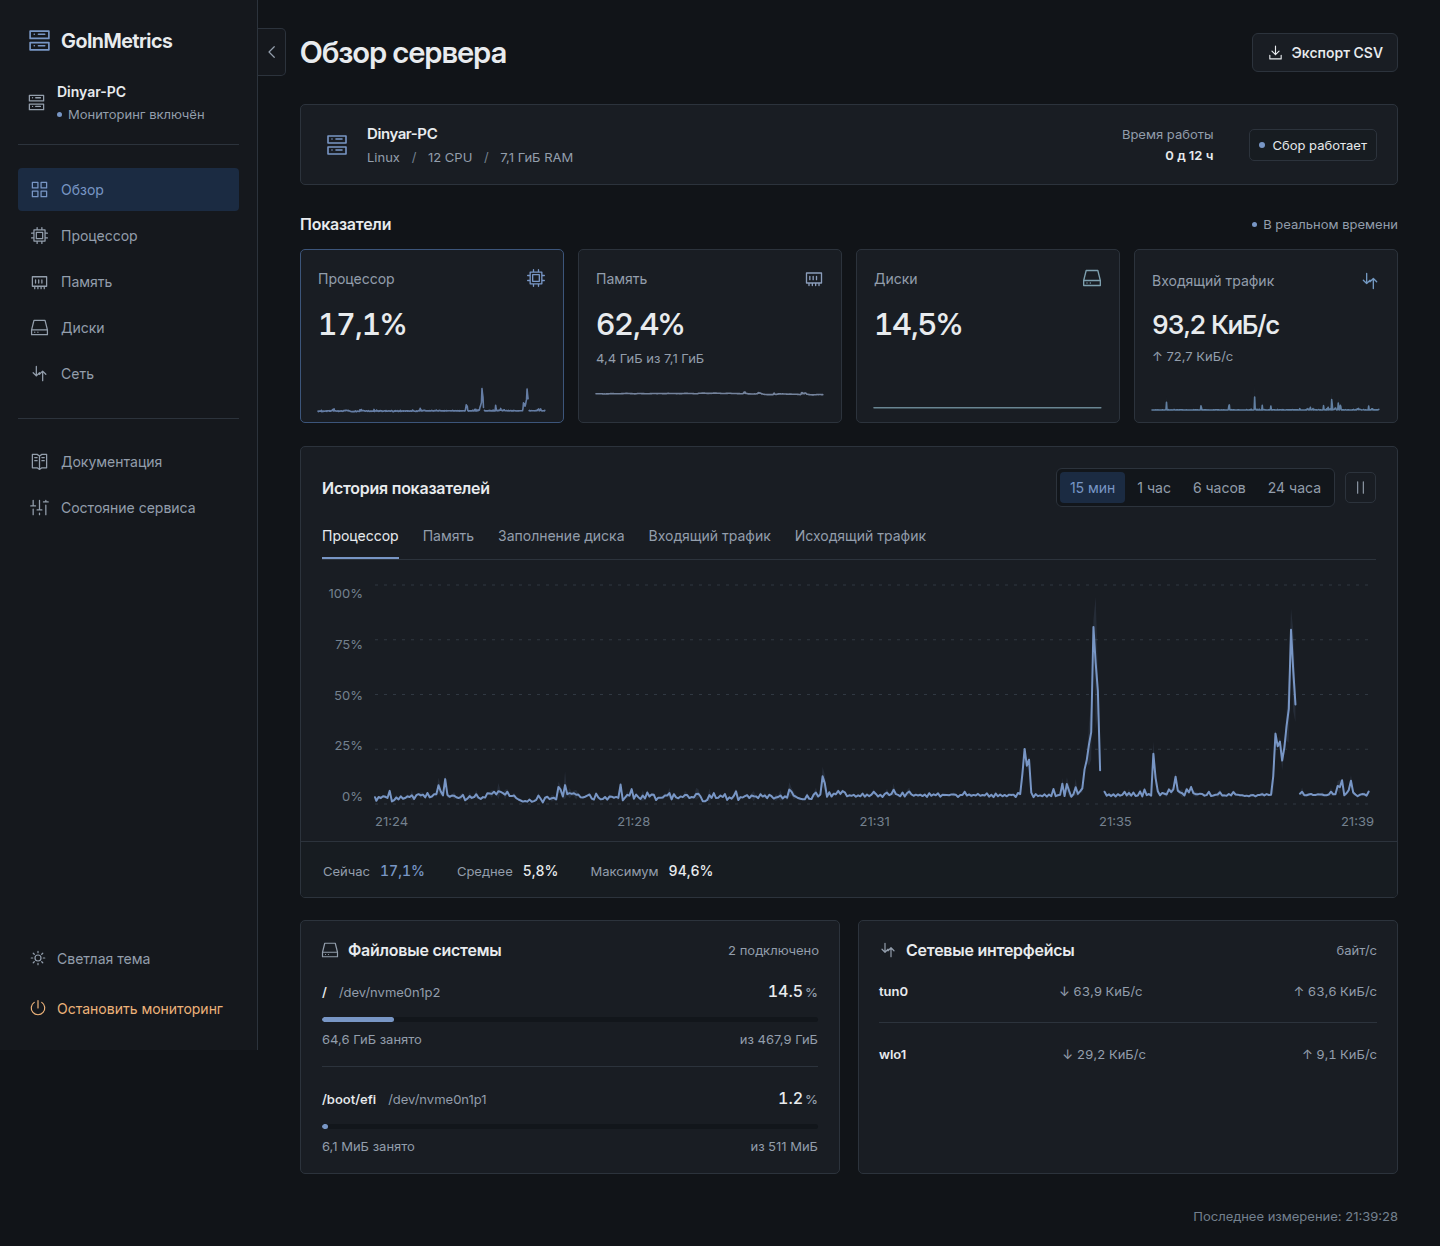 GoInMetrics
Dinyar-PC
Мониторинг включён
Обзор
Процессор
Память
Диски
Сеть
Документация
Состояние сервиса
Светлая тема
Остановить мониторинг
Обзор сервера
Экспорт CSV
Dinyar-PC
Linux / 12 CPU / 7,1 ГиБ RAM
Время работы
0 д 12 ч
Сбор работает
Показатели
В реальном времени
Процессор
17,1%
Память
62,4%
4,4 ГиБ из 7,1 ГиБ
Диски
14,5%
Входящий трафик
93,2 КиБ/с
↑ 72,7 КиБ/с
История показателей
15 мин 1 час 6 часов 24 часа
Процессор Память Заполнение диска Входящий трафик Исходящий трафик
100%
75%
50%
25%
0%
21:24 21:28 21:31 21:35 21:39
Сейчас 17,1% Среднее 5,8% Максимум 94,6%
Файловые системы 2 подключено
/ /dev/nvme0n1p2 14.5 %
64,6 ГиБ занято из 467,9 ГиБ
/boot/efi /dev/nvme0n1p1 1.2 %
6,1 МиБ занято из 511 МиБ
Сетевые интерфейсы байт/с
tun0 ↓ 63,9 КиБ/с ↑ 63,6 КиБ/с
wlo1 ↓ 29,2 КиБ/с ↑ 9,1 КиБ/с
Последнее измерение: 21:39:28